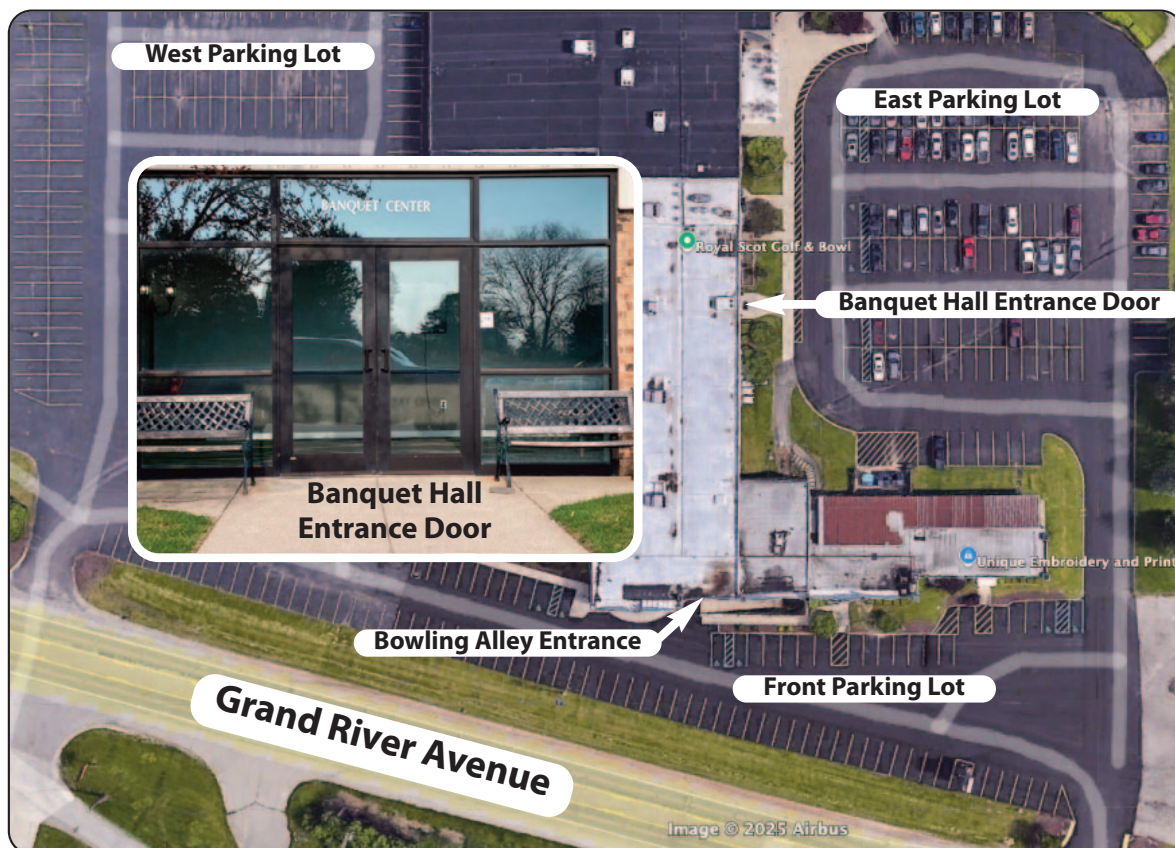 West Parking Lot
East Parking Lot
BANQUET CENTER
Royal Scot Golf & Bowl
Banquet Hall Entrance Door
Banquet Hall
Entrance Door
Unique Embroidery and Print
Bowling Alley Entrance
Front Parking Lot
Grand River Avenue
Image © 2025 Airbus